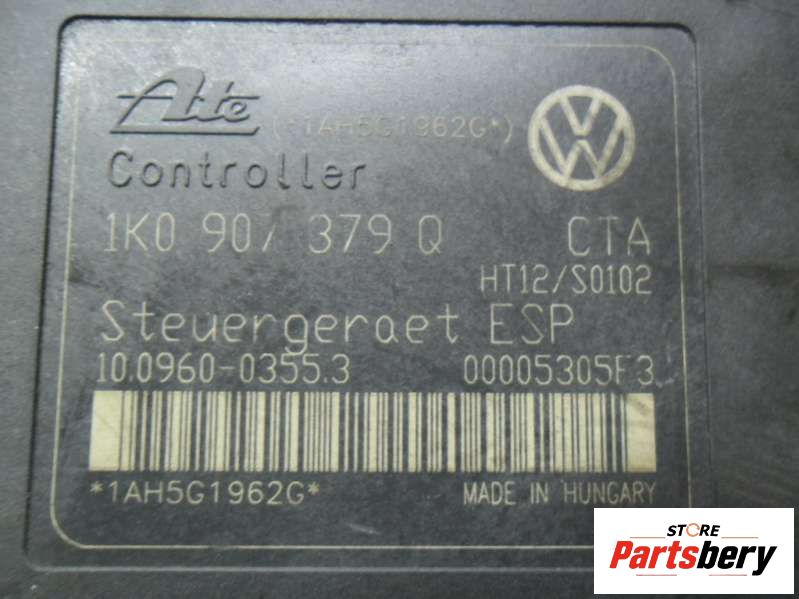 Ate
(*1AH5G1962G*)
Controller
1K0 907 379 Q CTA
HT12/S0102
Steuergeraet ESP
10.0960-0355.3 00005305F3
*1AH5G1962G* MADE IN HUNGARY
STORE
Partsbery